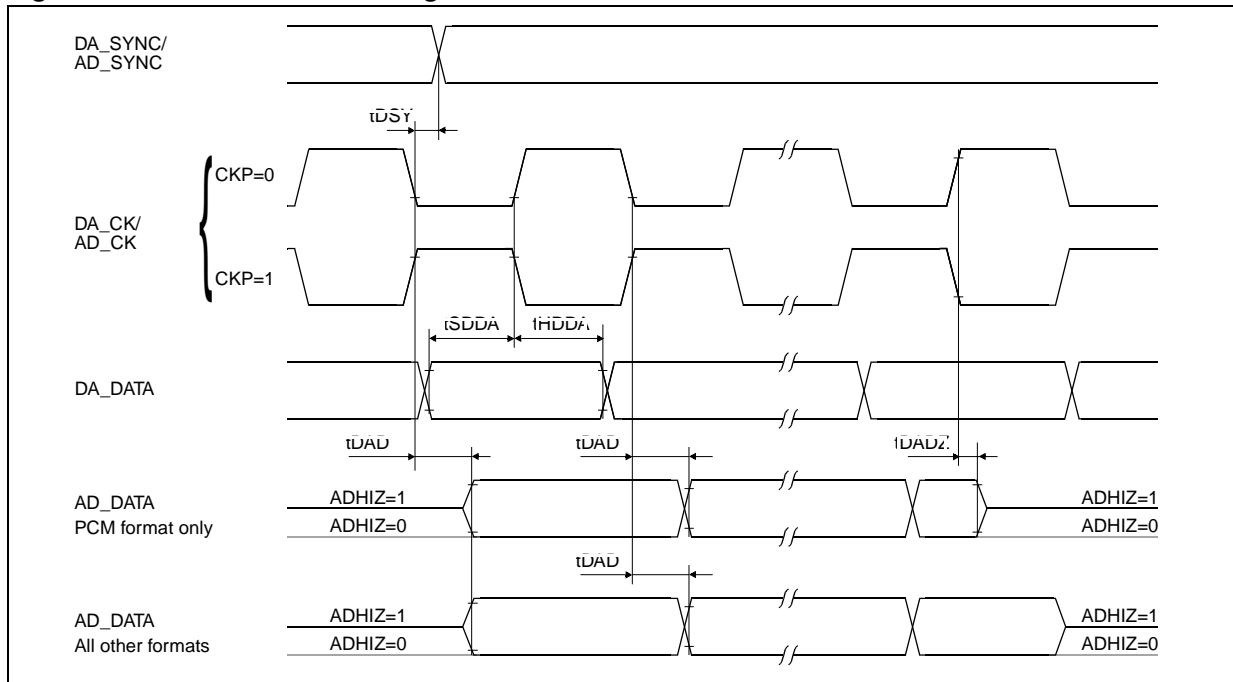 DA_SYNC/
AD_SYNC
tDSY
CKP=0
DA_CK/
AD_CK
CKP=1
tSDDA
tHDDA
DA_DATA
tDAD
tDAD
tDADZ
AD_DATA
PCM format only
ADHIZ=1
ADHIZ=0
ADHIZ=1
ADHIZ=0
tDAD
AD_DATA
All other formats
ADHIZ=1
ADHIZ=0
ADHIZ=1
ADHIZ=0